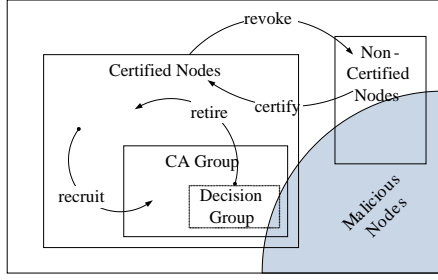 revoke
Non-
Certified
Nodes
Certified Nodes
certify
retire
CA Group
recruit
Decision
Group
Malicious
Nodes